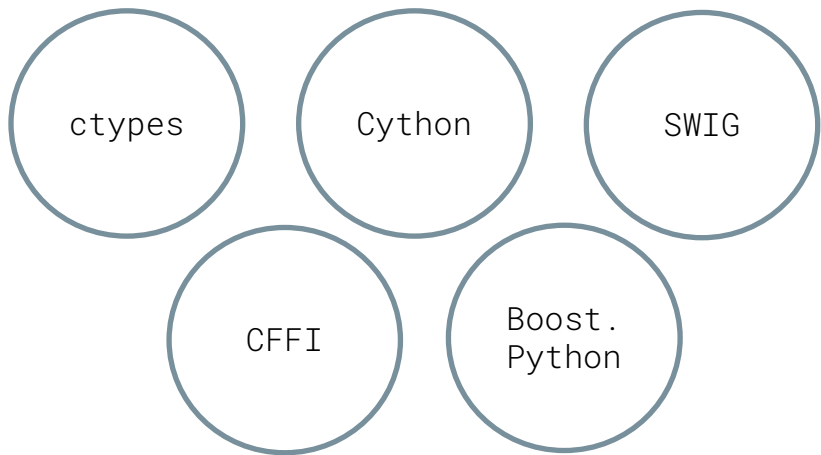 ctypes
Cython
SWIG
CFFI
Boost.
Python